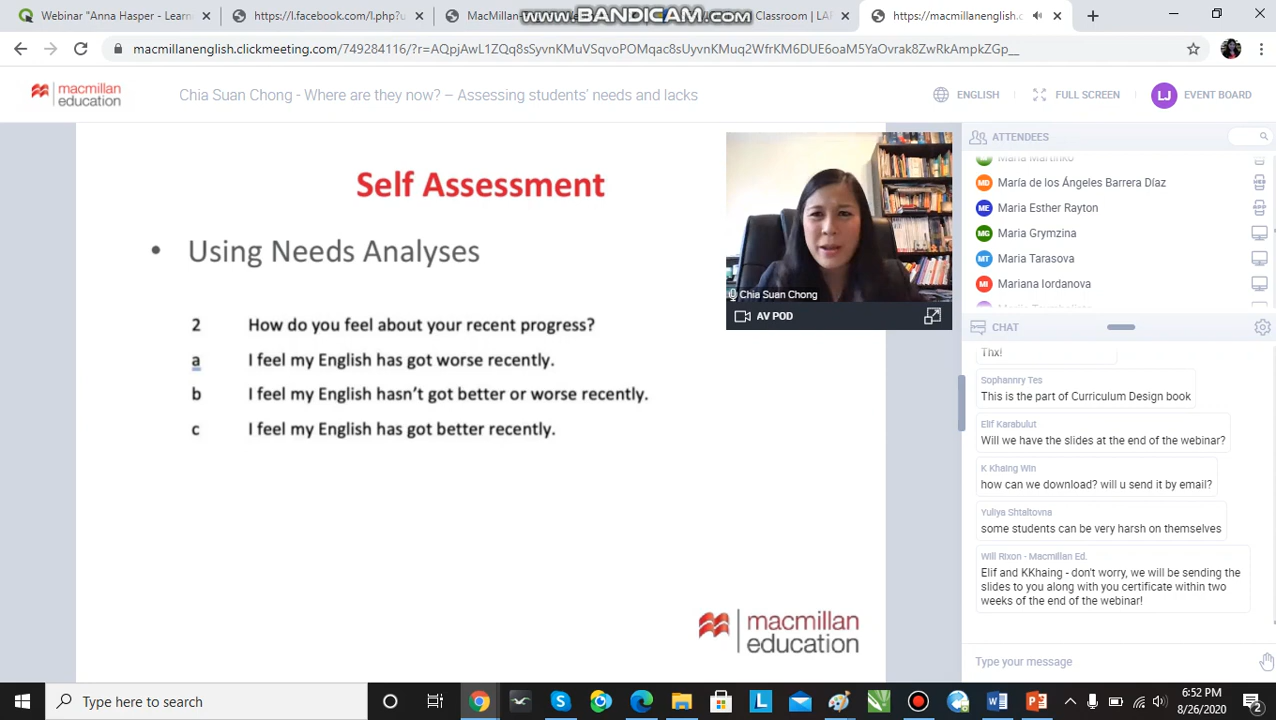 Webinar "Anna Hasper - Learn
https://l.facebook.com/l.php?
MacMillan
Classroom | LA
https://macmillanenglish.c
www.BANDICAM.com
macmillanenglish.clickmeeting.com/749284116/?r=AQpjAwL1ZQq8sSyvnKMuVSqvoPOMqac8sUyvnKMuq2WfrKM6DUE6oaM5YaOvrak8ZwRkAmpkZGp__
macmillan
education
Chia Suan Chong - Where are they now? – Assessing students' needs and lacks
ENGLISH
FULL SCREEN
LJ
EVENT BOARD
Self Assessment
• Using Needs Analyses
2 How do you feel about your recent progress?
a I feel my English has got worse recently.
b I feel my English hasn't got better or worse recently.
c I feel my English has got better recently.
macmillan
education
Chia Suan Chong
AV POD
ATTENDEES
Maria Martinko
MD María de los Ángeles Barrera Díaz
ME Maria Esther Rayton
MG Maria Grymzina
MT Maria Tarasova
MI Mariana Iordanova
CHAT
Thx!
Sophannry Tes
This is the part of Curriculum Design book
Elif Karabulut
Will we have the slides at the end of the webinar?
K Khaing Win
how can we download? will u send it by email?
Yuliya Shtaltovna
some students can be very harsh on themselves
Will Rixon - Macmillan Ed.
Elif and KKhaing - don't worry, we will be sending the
slides to you along with you certificate within two
weeks of the end of the webinar!
Type your message
Type here to search
6:52 PM
8/26/2020
2